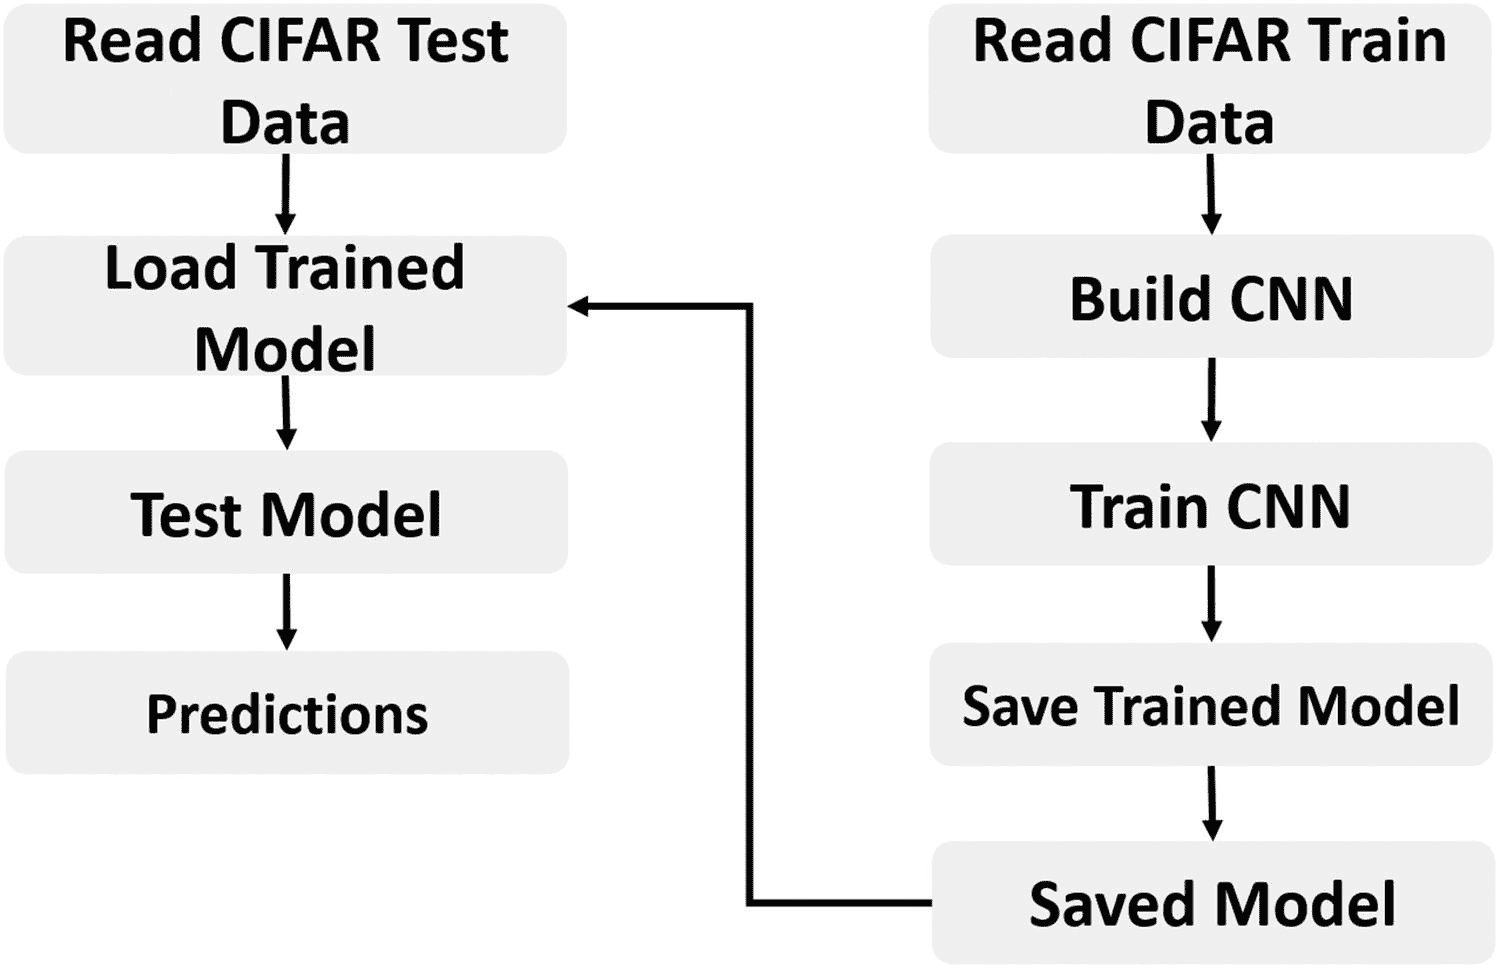 Read CIFAR Test
Data
Load Trained
Model
Test Model
Predictions
Read CIFAR Train
Data
Build CNN
Train CNN
Save Trained Model
Saved Model